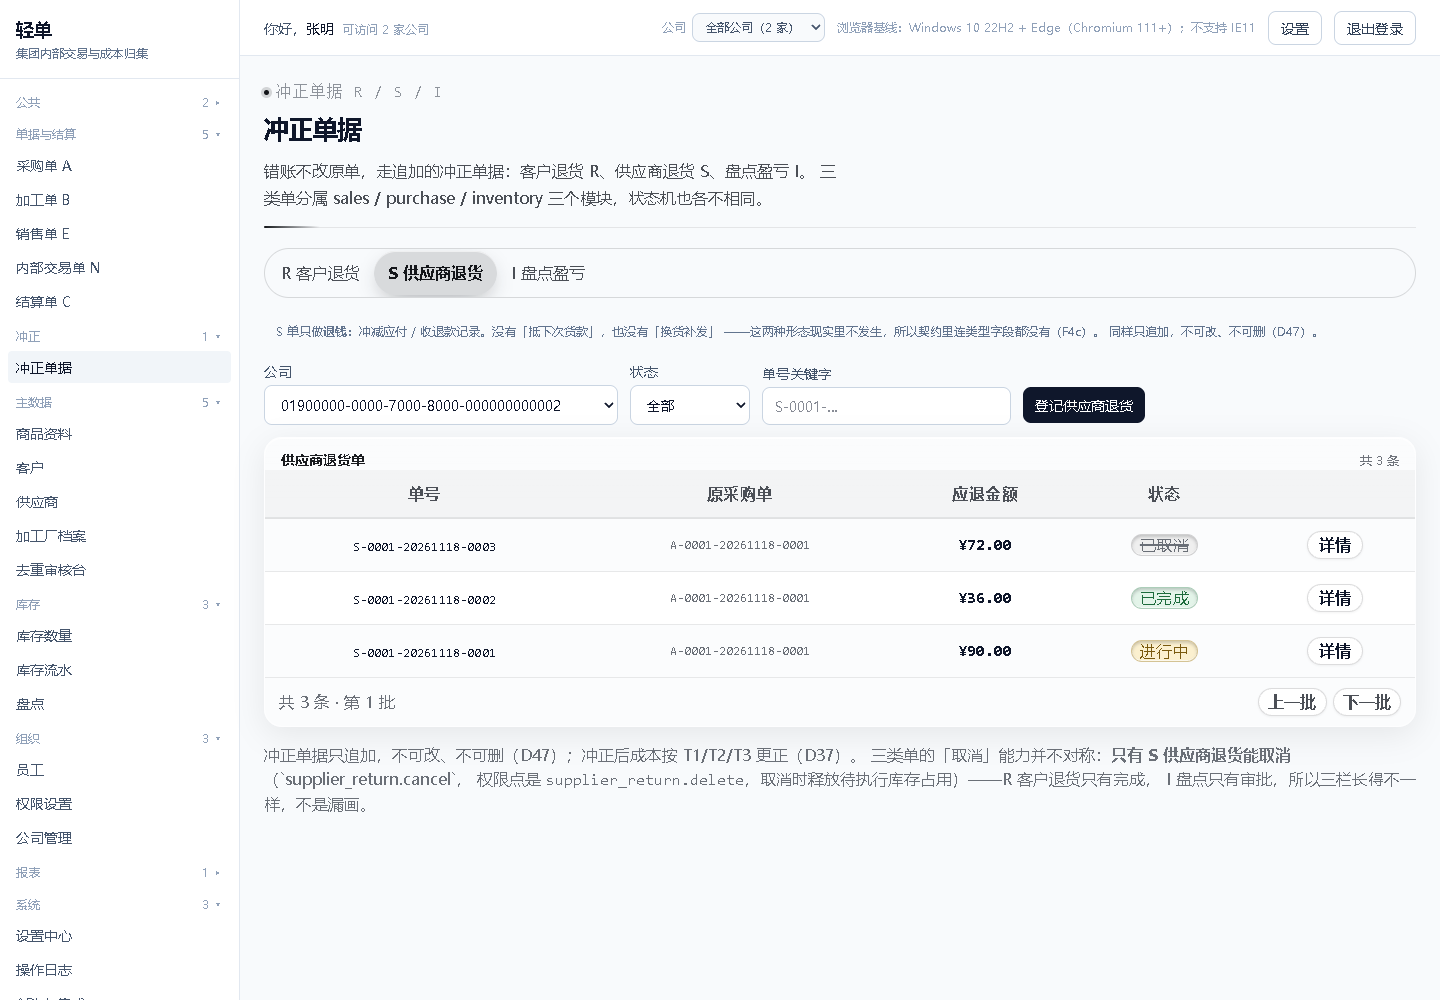 轻单
集团内部交易与成本归集
公共 2 ▸
单据与结算 5 ▾
采购单 A
加工单 B
销售单 E
内部交易单 N
结算单 C
冲正 1 ▾
冲正单据
主数据 5 ▾
商品资料
客户
供应商
加工厂档案
去重审核台
库存 3 ▾
库存数量
库存流水
盘点
组织 3 ▾
员工
权限设置
公司管理
报表 1 ▸
系统 3 ▾
设置中心
操作日志
你好，张明 可访问 2 家公司
公司 全部公司（2 家） 浏览器基线：Windows 10 22H2 + Edge（Chromium 111+）；不支持 IE11 设置 退出登录
冲正单据 R / S / I
冲正单据
错账不改原单，走追加的冲正单据：客户退货 R、供应商退货 S、盘点盈亏 I。 三
类单分属 sales / purchase / inventory 三个模块，状态机也各不相同。
R 客户退货 S 供应商退货 I 盘点盈亏
S 单只做退钱：冲减应付 / 收退款记录。没有「抵下次货款」，也没有「换货补发」 ——这两种形态现实里不发生，所以契约里连类型字段都没有（F4c）。 同样只追加，不可改、不可删（D47）。
公司 状态 单号关键字
01900000-0000-7000-8000-000000000002 全部 S-0001-… 登记供应商退货
供应商退货单 共 3 条
单号 原采购单 应退金额 状态
S-0001-20261118-0003 A-0001-20261118-0001 ¥72.00 已取消 详情
S-0001-20261118-0002 A-0001-20261118-0001 ¥36.00 已完成 详情
S-0001-20261118-0001 A-0001-20261118-0001 ¥90.00 进行中 详情
共 3 条 · 第 1 批 上一批 下一批
冲正单据只追加，不可改、不可删（D47）；冲正后成本按 T1/T2/T3 更正（D37）。 三类单的「取消」能力并不对称：只有 S 供应商退货能取消
（`supplier_return.cancel`， 权限点是 supplier_return.delete，取消时释放待执行库存占用）——R 客户退货只有完成， I 盘点只有审批，所以三栏长得不一
样，不是漏画。